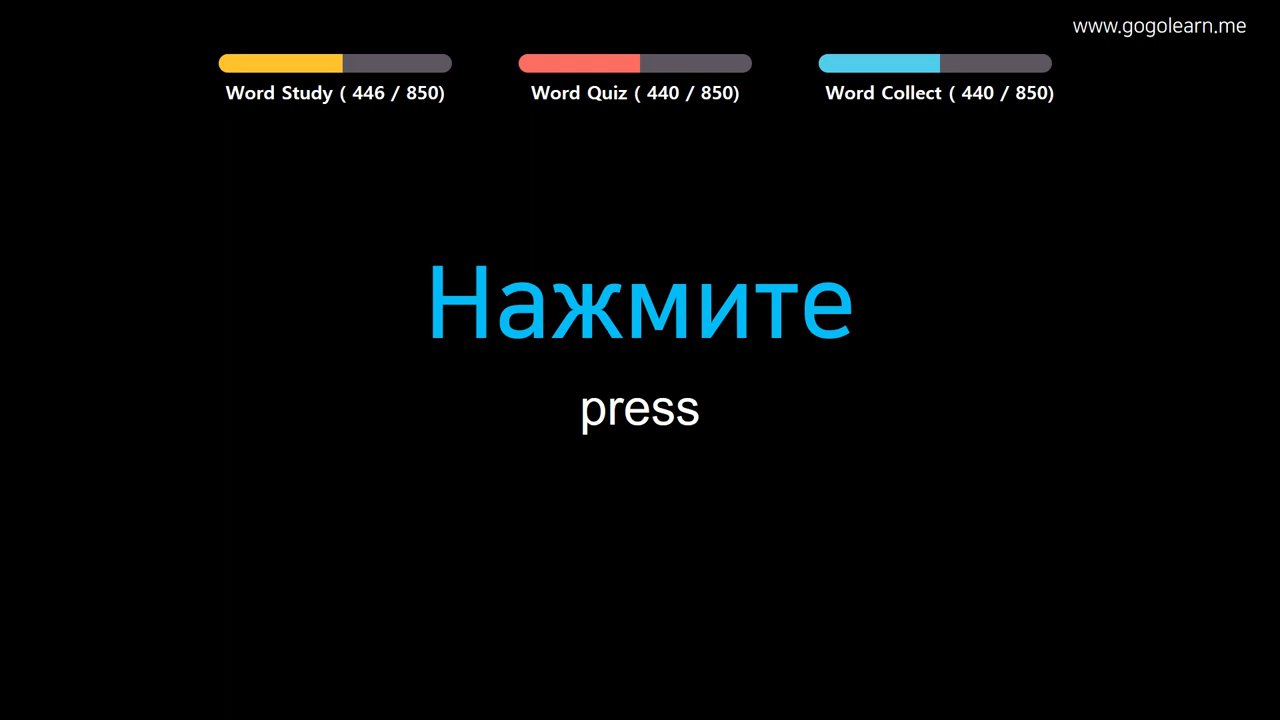 www.gogolearn.me
Word Study ( 446 / 850)
Word Quiz ( 440 / 850)
Word Collect ( 440 / 850)
Нажмите
press